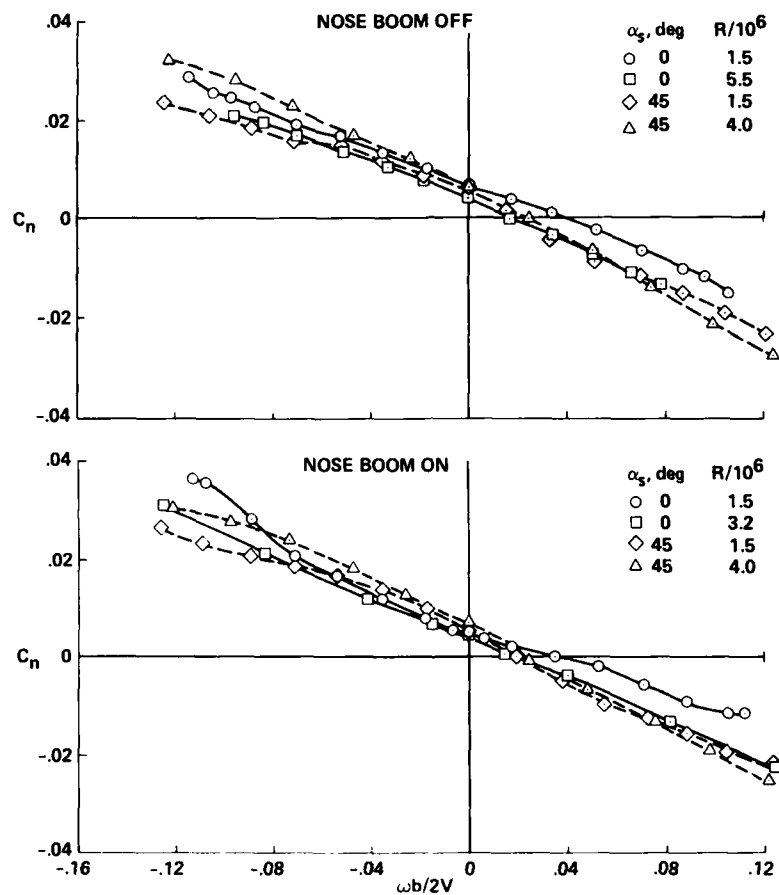 NOSE BOOM OFF
αs, deg R/10^6
○ 0 1.5
□ 0 5.5
◇ 45 1.5
△ 45 4.0
.04
.02
Cn 0
-.02
-.04
NOSE BOOM ON
αs, deg R/10^6
○ 0 1.5
□ 0 3.2
◇ 45 1.5
△ 45 4.0
.04
.02
Cn 0
-.02
-.04
-.16 -.12 -.08 -.04 0 .04 .08 .12
ωb/2V